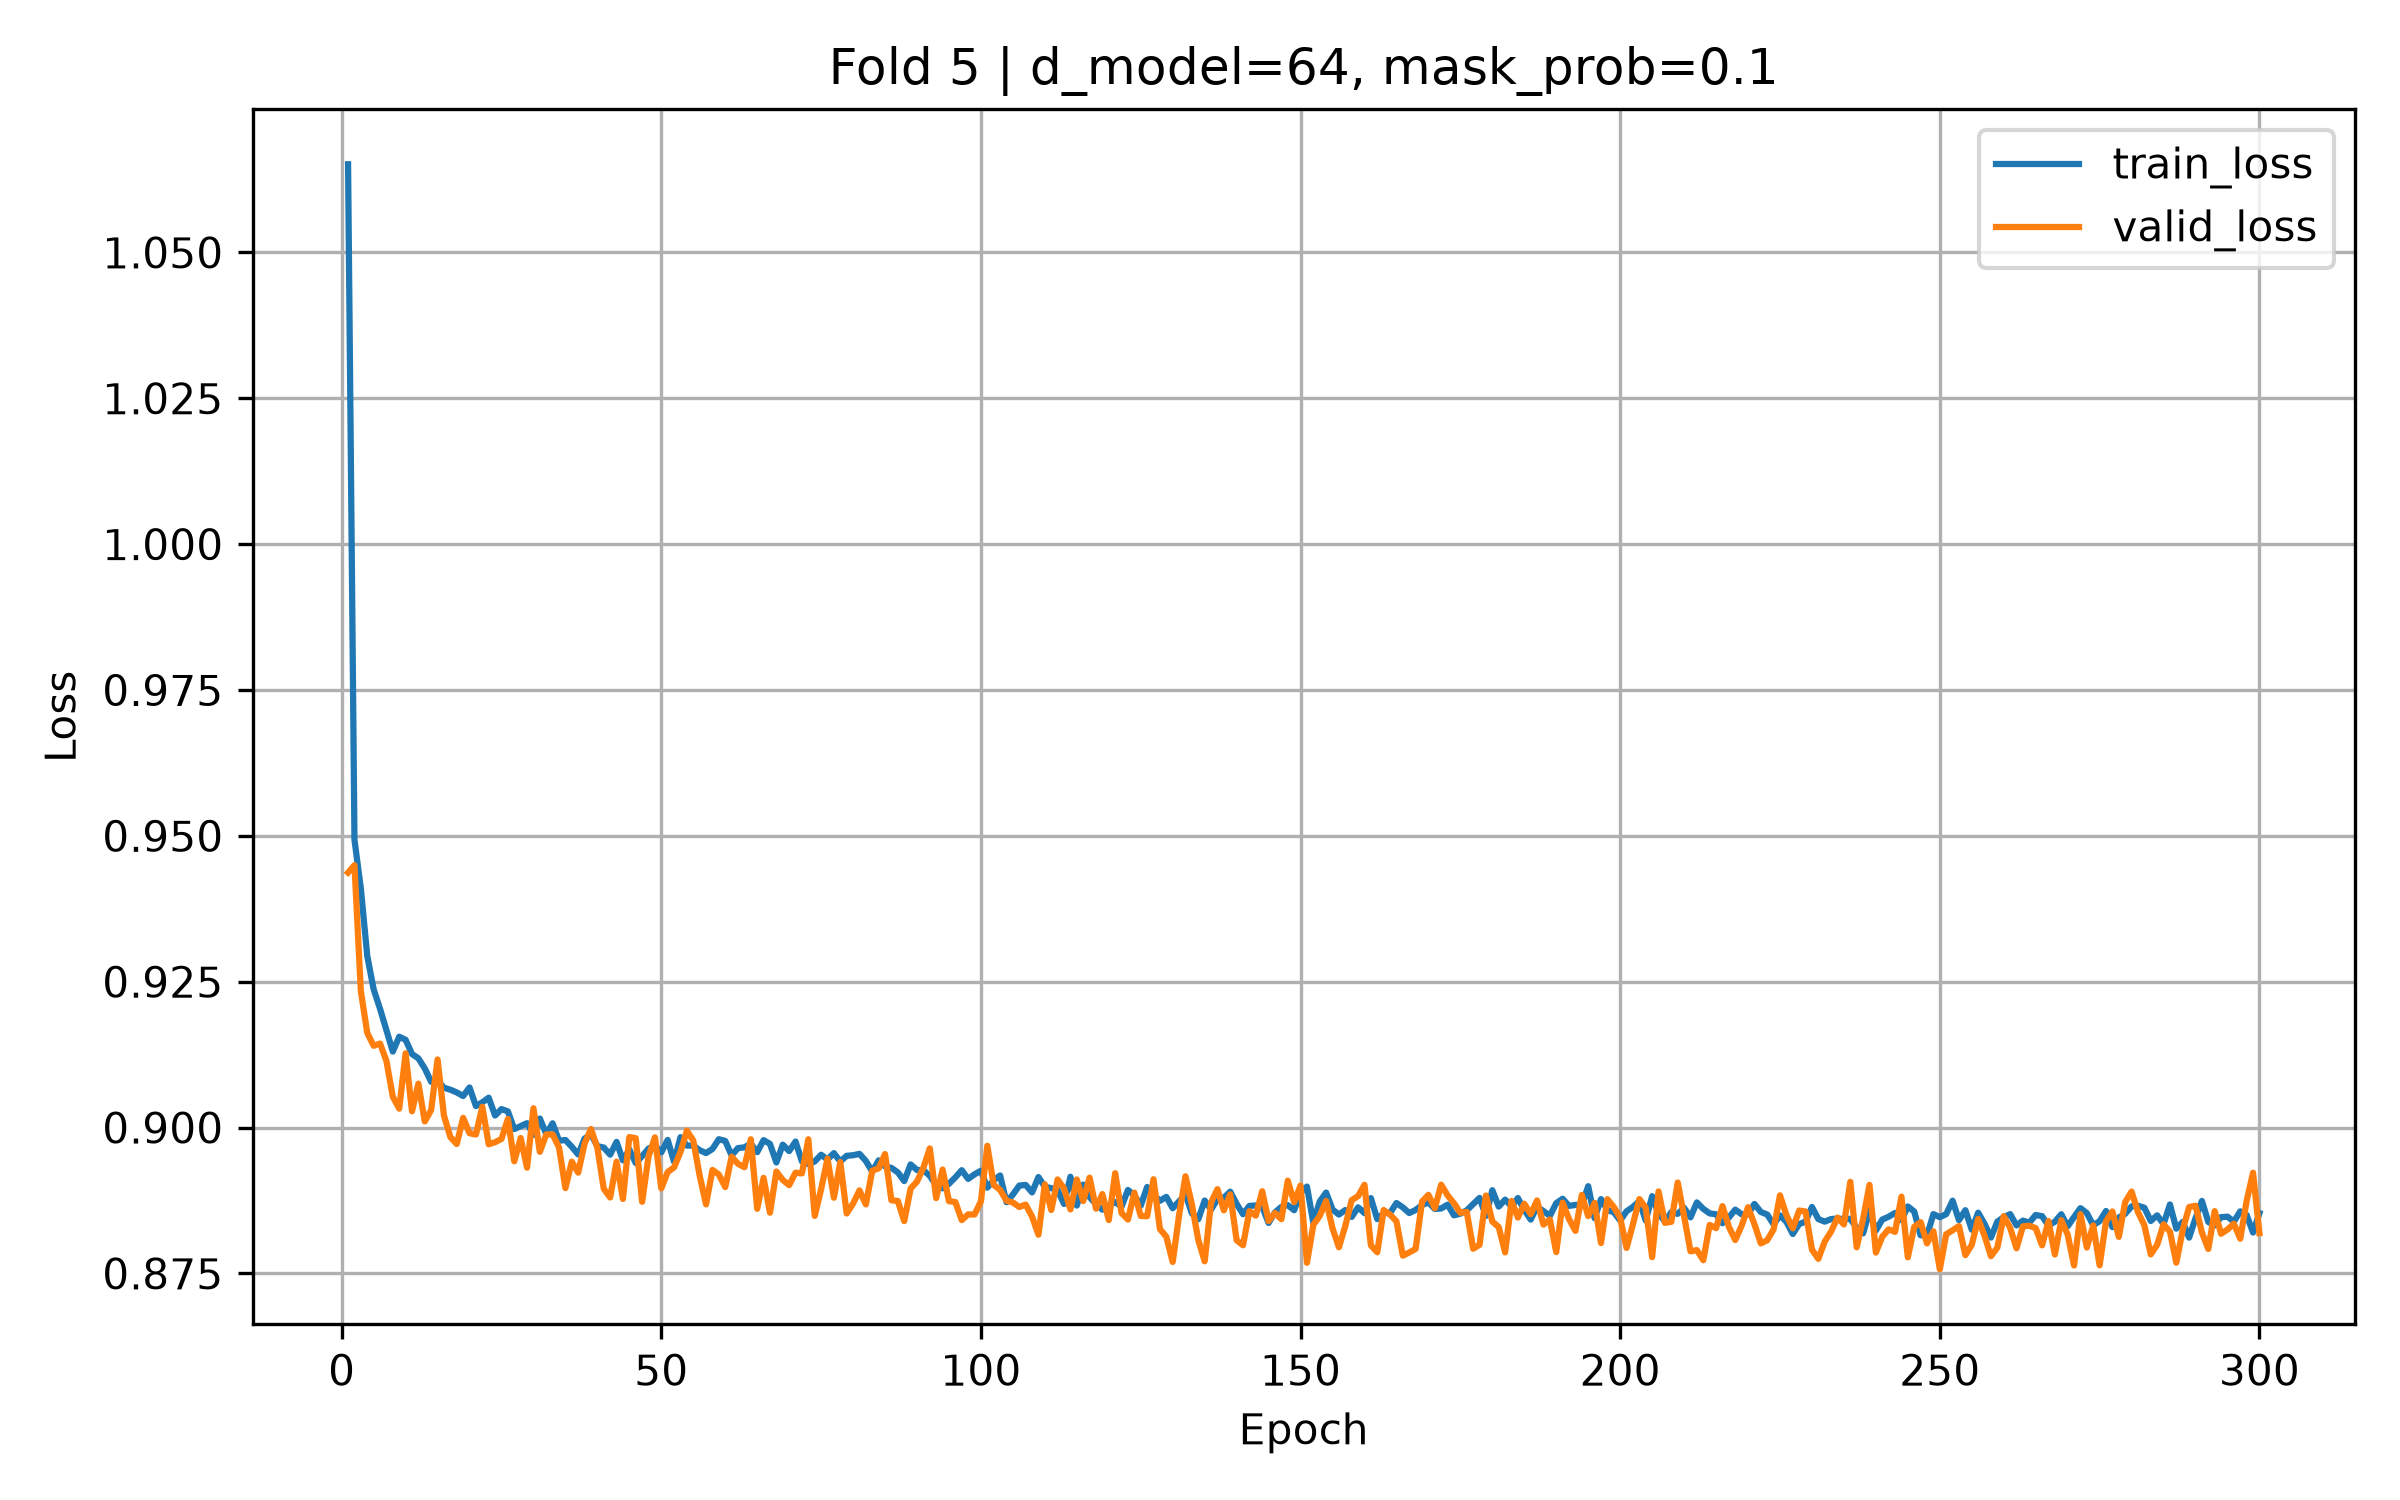 Fold 5 | d_model=64, mask_prob=0.1
train_loss
valid_loss
1.050
1.025
1.000
0.975
0.950
0.925
0.900
0.875
Loss
0 50 100 150 200 250 300
Epoch